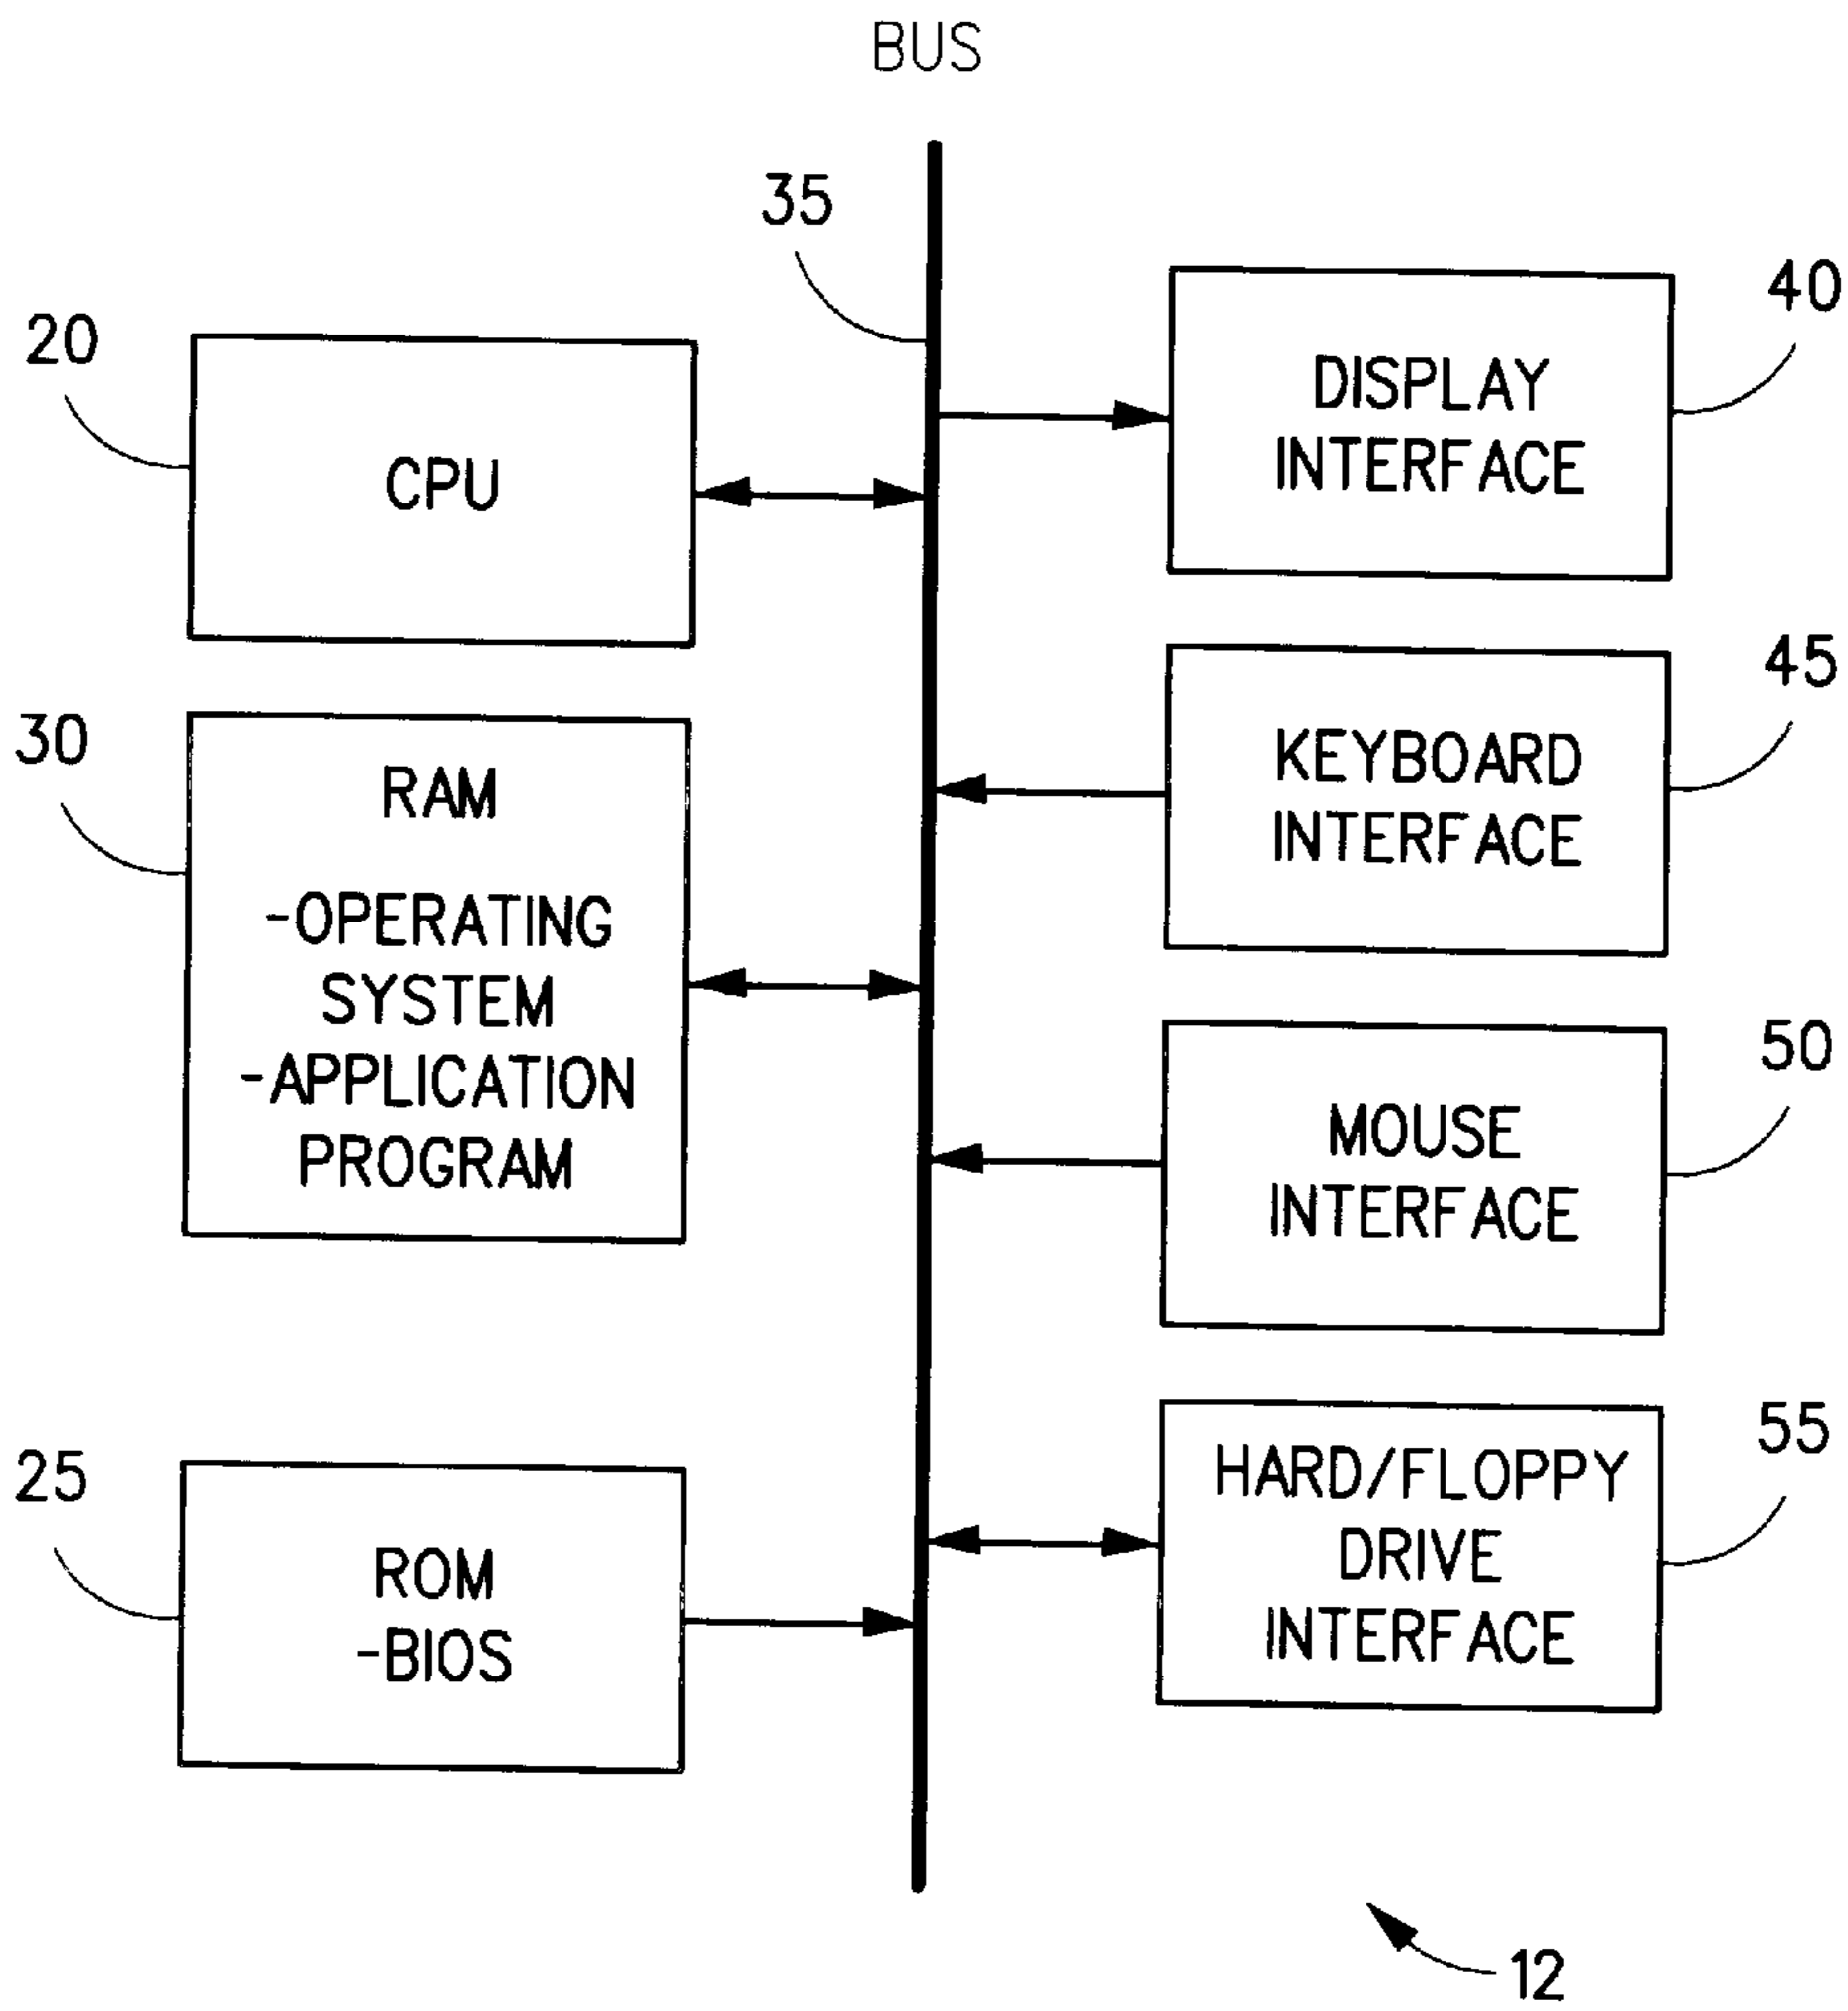 BUS
35
20
CPU
40
DISPLAY
INTERFACE
30
RAM
-OPERATING
SYSTEM
-APPLICATION
PROGRAM
45
KEYBOARD
INTERFACE
50
MOUSE
INTERFACE
25
ROM
-BIOS
55
HARD/FLOPPY
DRIVE
INTERFACE
12